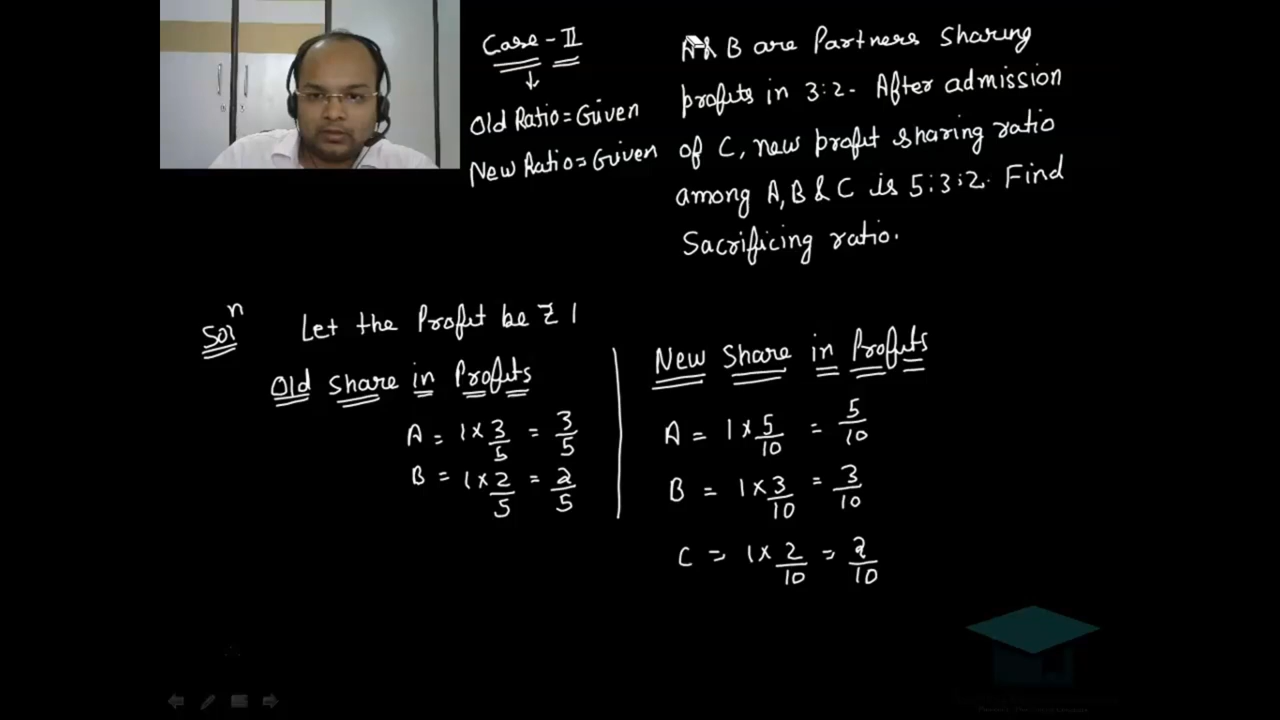 Case - II
Old Ratio = Given
New Ratio = Given
A & B are Partners sharing
profits in 3:2. After admission
of C, new profit sharing ratio
among A, B & C is 5:3:2. Find
Sacrificing ratio.
Solⁿ Let the Profit be ₹ 1
Old Share in Profits
A = 1 × 3/5 = 3/5
B = 1 × 2/5 = 2/5
New Share in Profits
A = 1 × 5/10 = 5/10
B = 1 × 3/10 = 3/10
C = 1 × 2/10 = 2/10